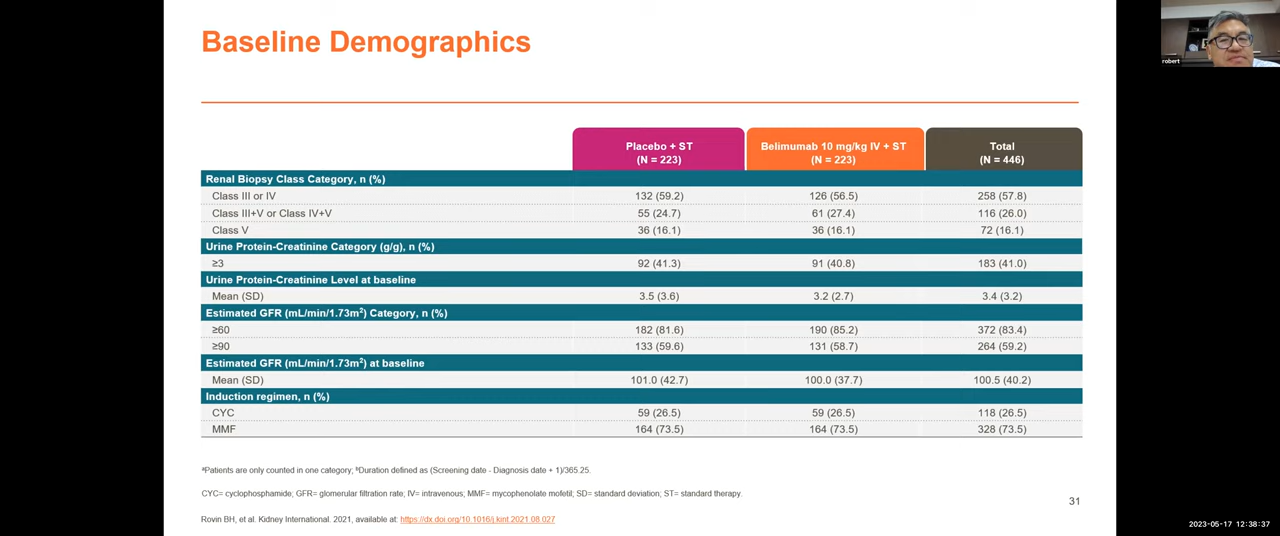 Baseline Demographics
robert
Placebo + ST Belimumab 10 mg/kg IV + ST Total
(N = 223) (N = 223) (N = 446)
Renal Biopsy Class Category, n (%)
Class III or IV 132 (59.2) 126 (56.5) 258 (57.8)
Class III+V or Class IV+V 55 (24.7) 61 (27.4) 116 (26.0)
Class V 36 (16.1) 36 (16.1) 72 (16.1)
Urine Protein-Creatinine Category (g/g), n (%)
≥3 92 (41.3) 91 (40.8) 183 (41.0)
Urine Protein-Creatinine Level at baseline
Mean (SD) 3.5 (3.6) 3.2 (2.7) 3.4 (3.2)
Estimated GFR (mL/min/1.73m²) Category, n (%)
≥60 182 (81.6) 190 (85.2) 372 (83.4)
≥90 133 (59.6) 131 (58.7) 264 (59.2)
Estimated GFR (mL/min/1.73m²) at baseline
Mean (SD) 101.0 (42.7) 100.0 (37.7) 100.5 (40.2)
Induction regimen, n (%)
CYC 59 (26.5) 59 (26.5) 118 (26.5)
MMF 164 (73.5) 164 (73.5) 328 (73.5)
ᵃPatients are only counted in one category; ᵇDuration defined as (Screening date - Diagnosis date + 1)/365.25.
CYC= cyclophosphamide; GFR= glomerular filtration rate; IV= intravenous; MMF= mycophenolate mofetil; SD= standard deviation; ST= standard therapy.
31
Rovin BH, et al. Kidney International. 2021, available at: https://dx.doi.org/10.1016/j.kint.2021.08.027
2023-05-17 12:38:37